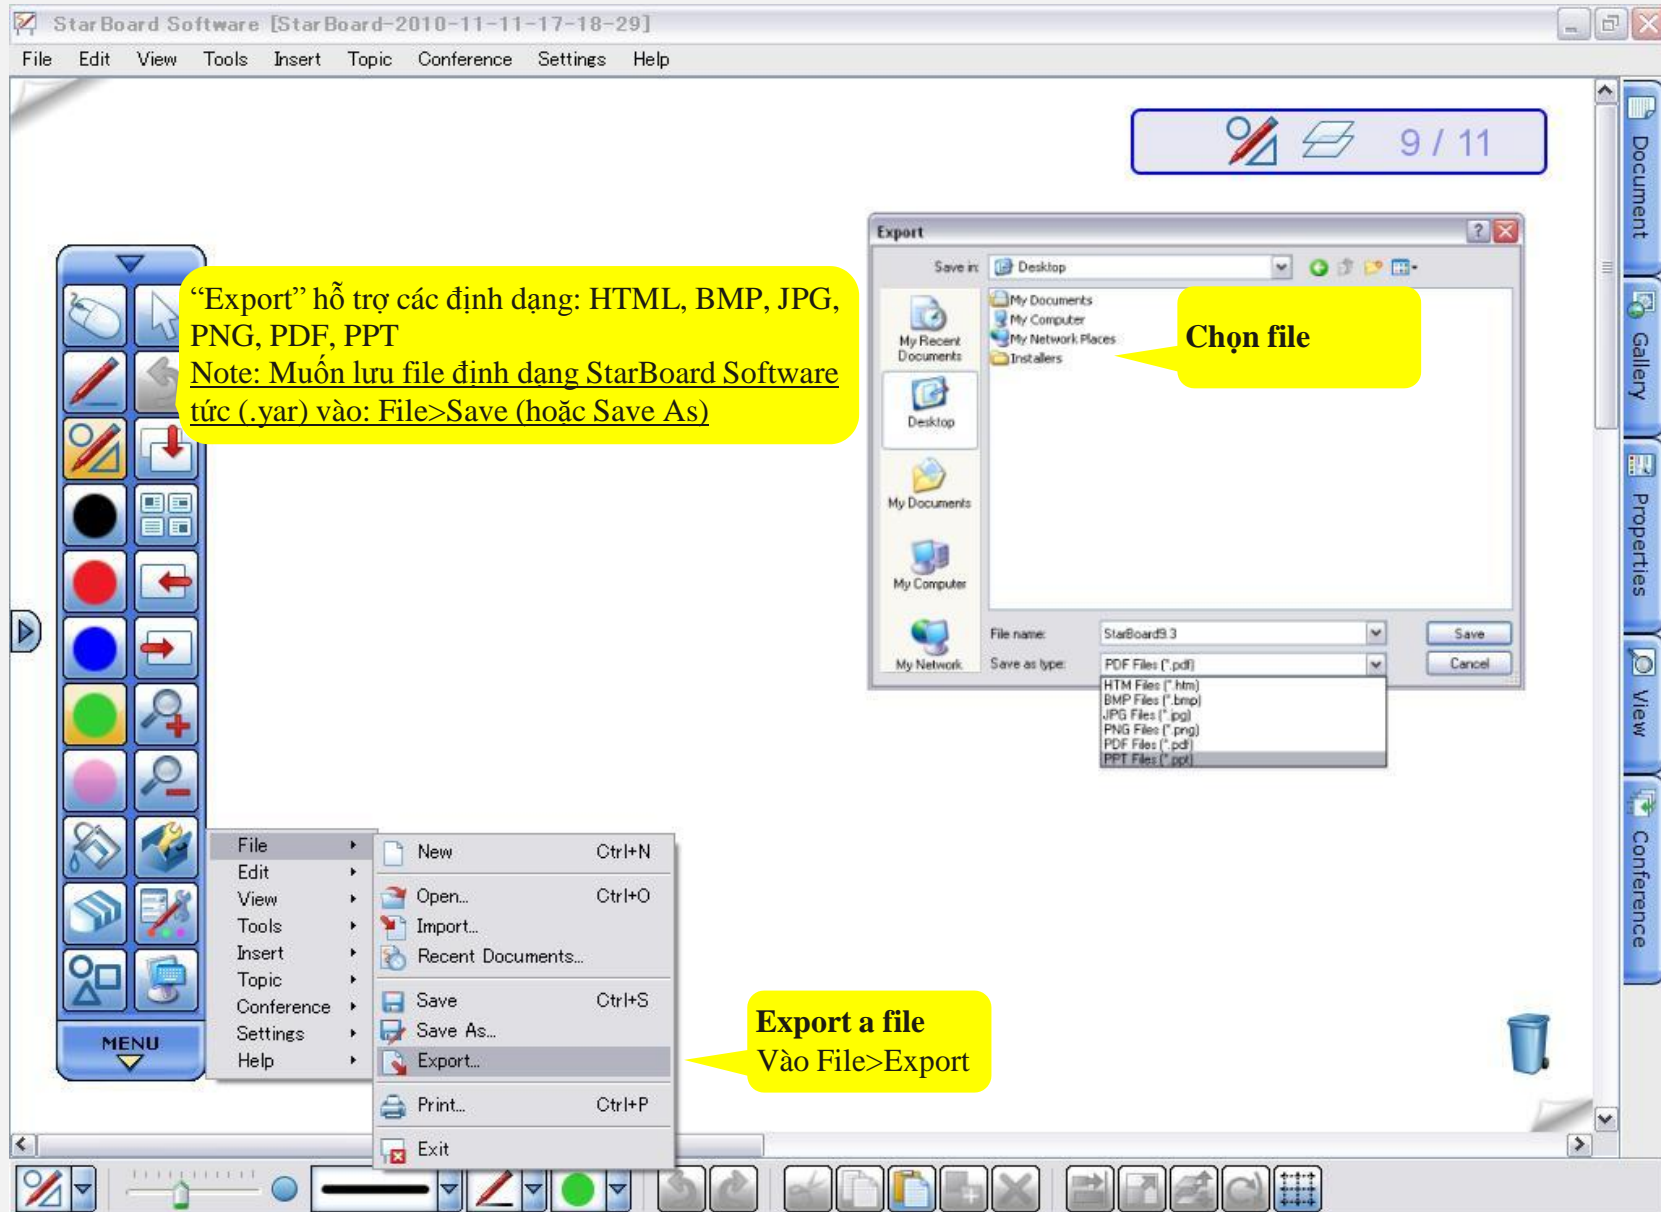 StarBoard Software [StarBoard-2010-11-11-17-18-29]
File Edit View Tools Insert Topic Conference Settings Help
9 / 11
Document
Gallery
Properties
View
Conference
“Export” hỗ trợ các định dạng: HTML, BMP, JPG,
PNG, PDF, PPT
Note: Muốn lưu file định dạng StarBoard Software
tức (.yar) vào: File>Save (hoặc Save As)
Export
Save in: Desktop
My Recent
Documents
Desktop
My Documents
My Computer
My Network
My Documents
My Computer
My Network Places
Installers
Chọn file
File name: StarBoard9.3 Save
Save as type: PDF Files (*.pdf) Cancel
HTM Files (*.htm)
BMP Files (*.bmp)
JPG Files (*.jpg)
PNG Files (*.png)
PDF Files (*.pdf)
PPT Files (*.ppt)
MENU
File
Edit
View
Tools
Insert
Topic
Conference
Settings
Help
New Ctrl+N
Open... Ctrl+O
Import...
Recent Documents...
Save Ctrl+S
Save As...
Export...
Print... Ctrl+P
Exit
Export a file
Vào File>Export